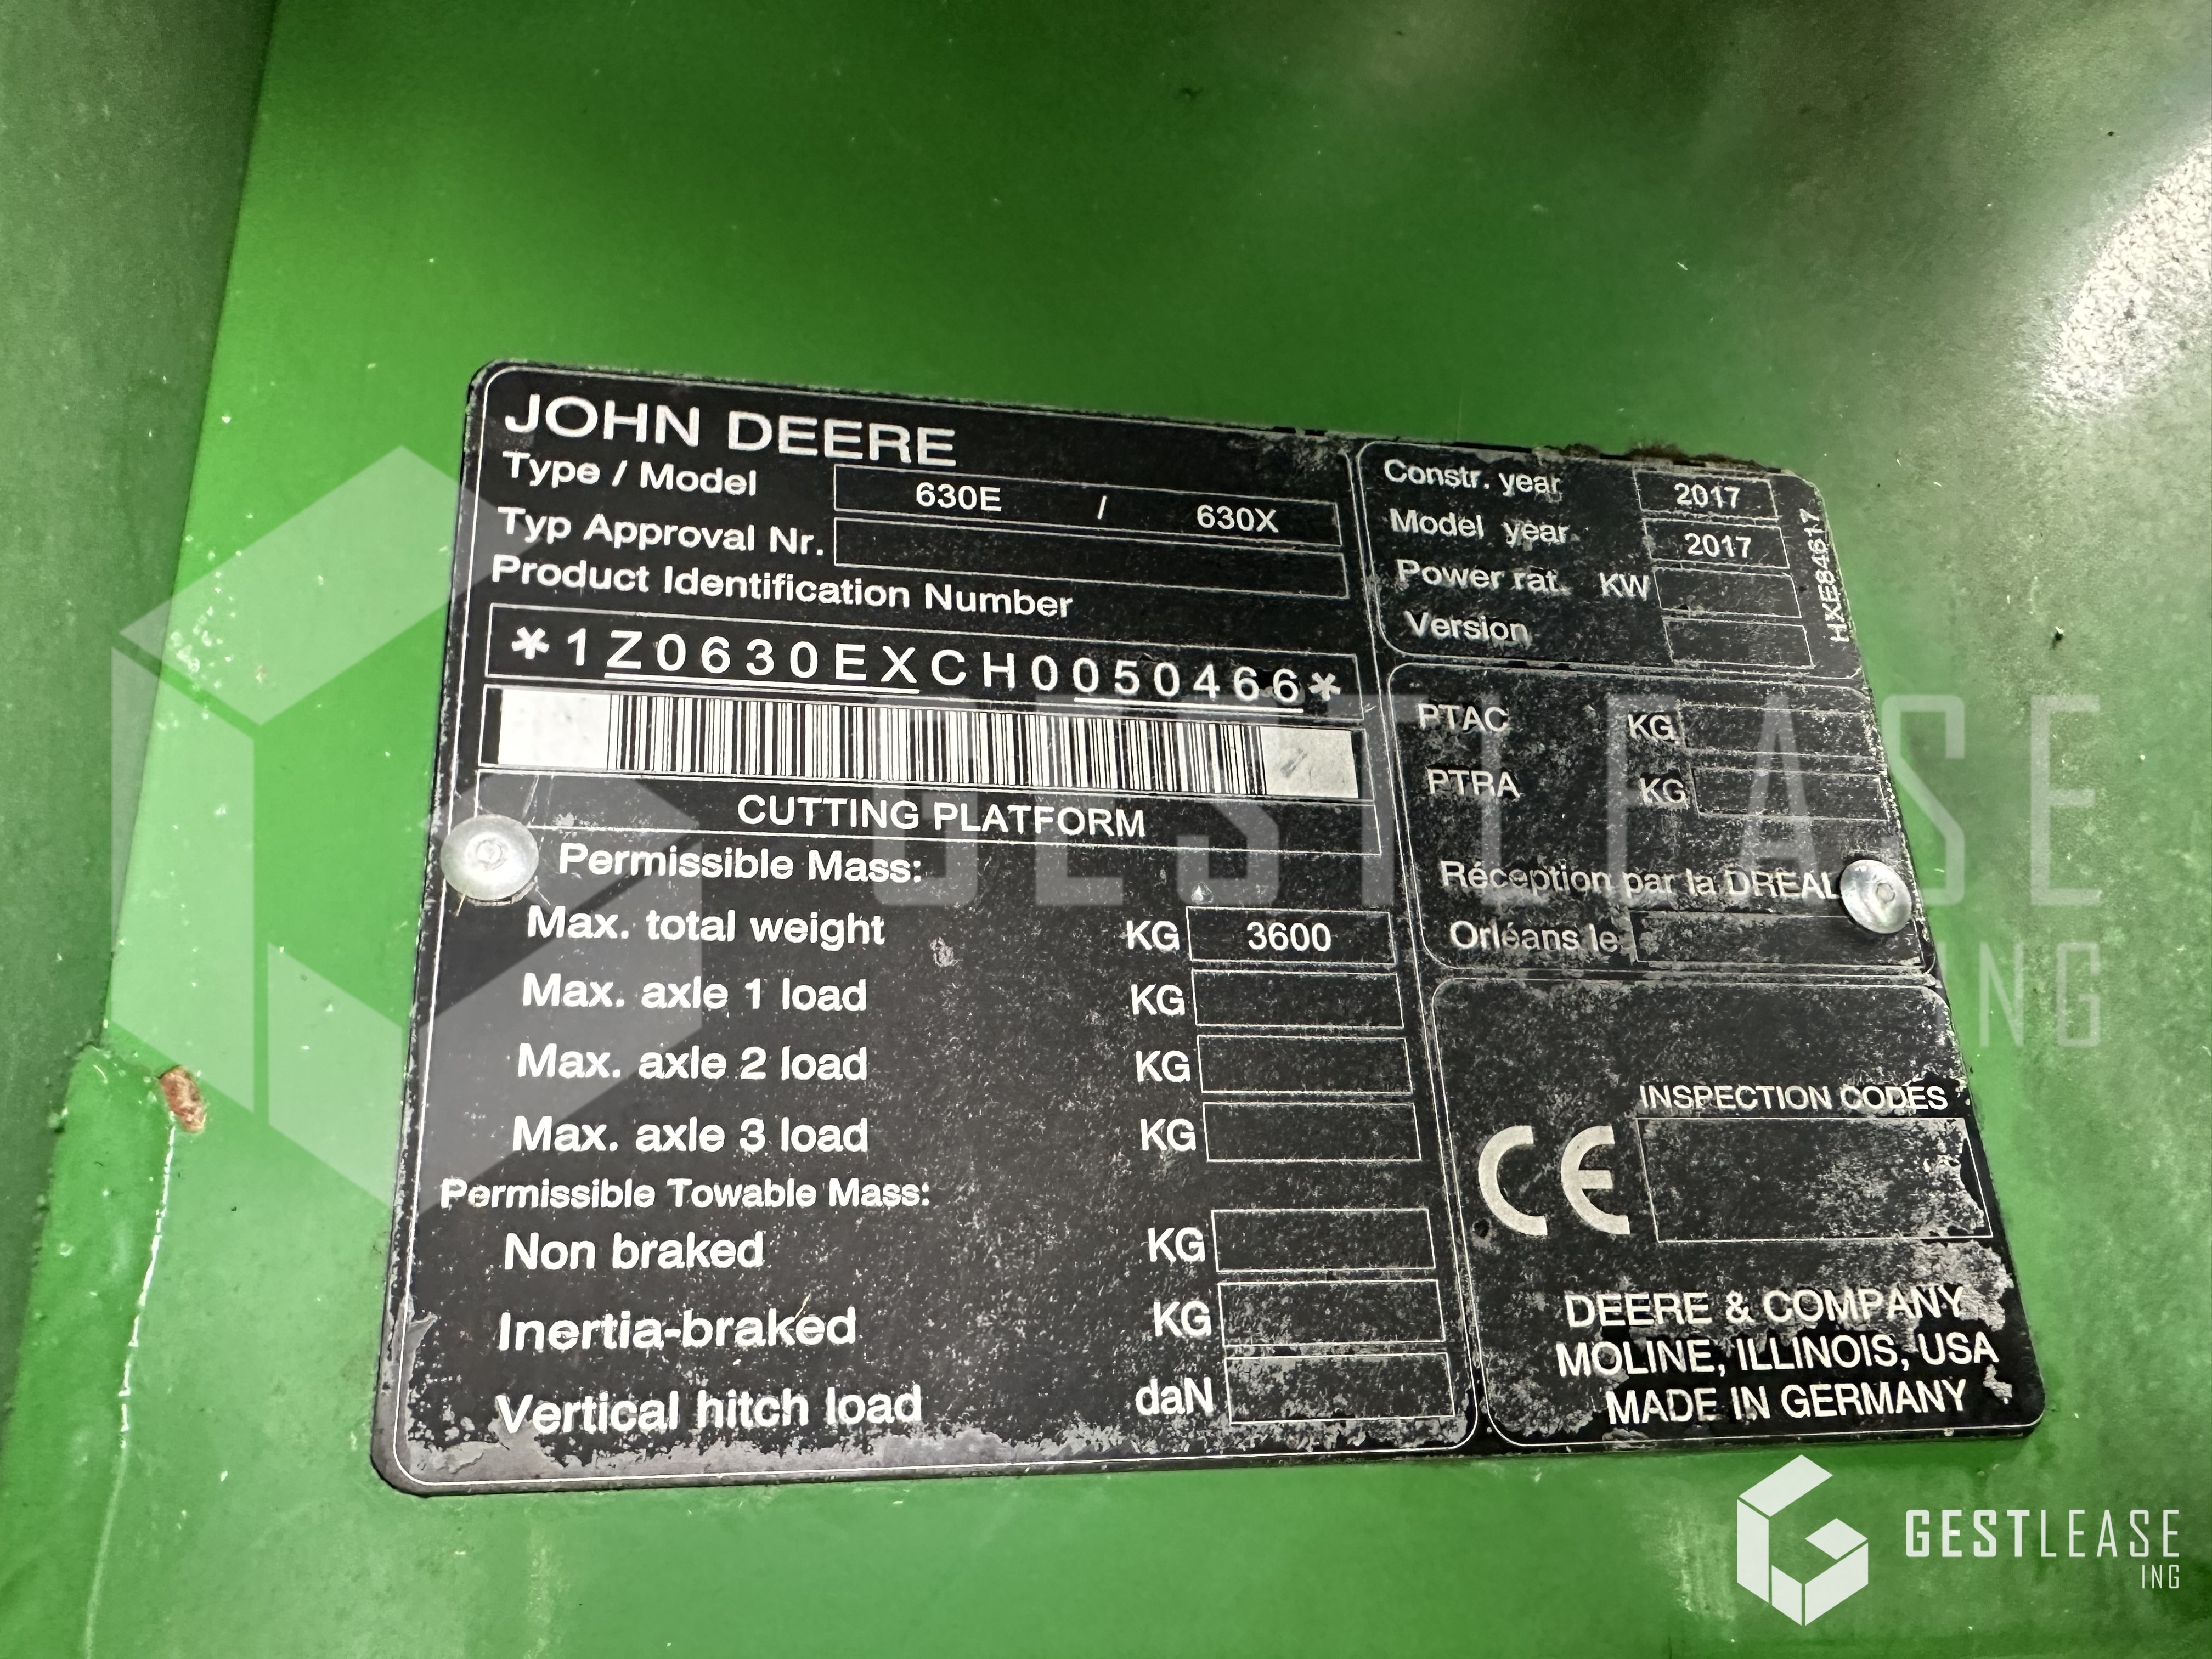 JOHN DEERE
Type / Model 630E / 630X
Typ Approval Nr.
Product Identification Number
*1Z0630EXCH0050466*
CUTTING PLATFORM
Permissible Mass:
Max. total weight KG 3600
Max. axle 1 load KG
Max. axle 2 load KG
Max. axle 3 load KG
Permissible Towable Mass:
Non braked KG
Inertia-braked KG
Vertical hitch load daN
Constr. year 2017
Model year 2017
Power rat. KW
Version
HXE84617
PTAC KG
PTRA KG
Réception par la DREAL
Orléans le
INSPECTION CODES
CE
DEERE & COMPANY
MOLINE, ILLINOIS, USA
MADE IN GERMANY
GESTLEASE
ING
GESTLEASE
ING